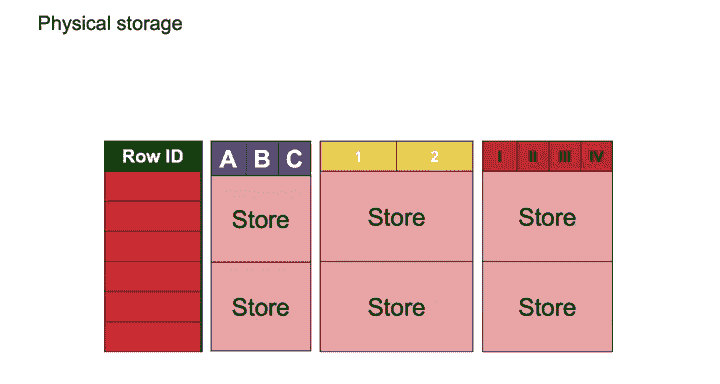 Physical storage
Row ID A B C 1 2 I II III IV
Store Store Store
Store Store Store